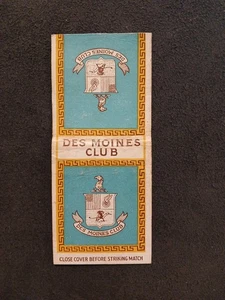 DES MOINES CLUB
DES MOINES
CLUB
DES MOINES CLUB
CLOSE COVER BEFORE STRIKING MATCH